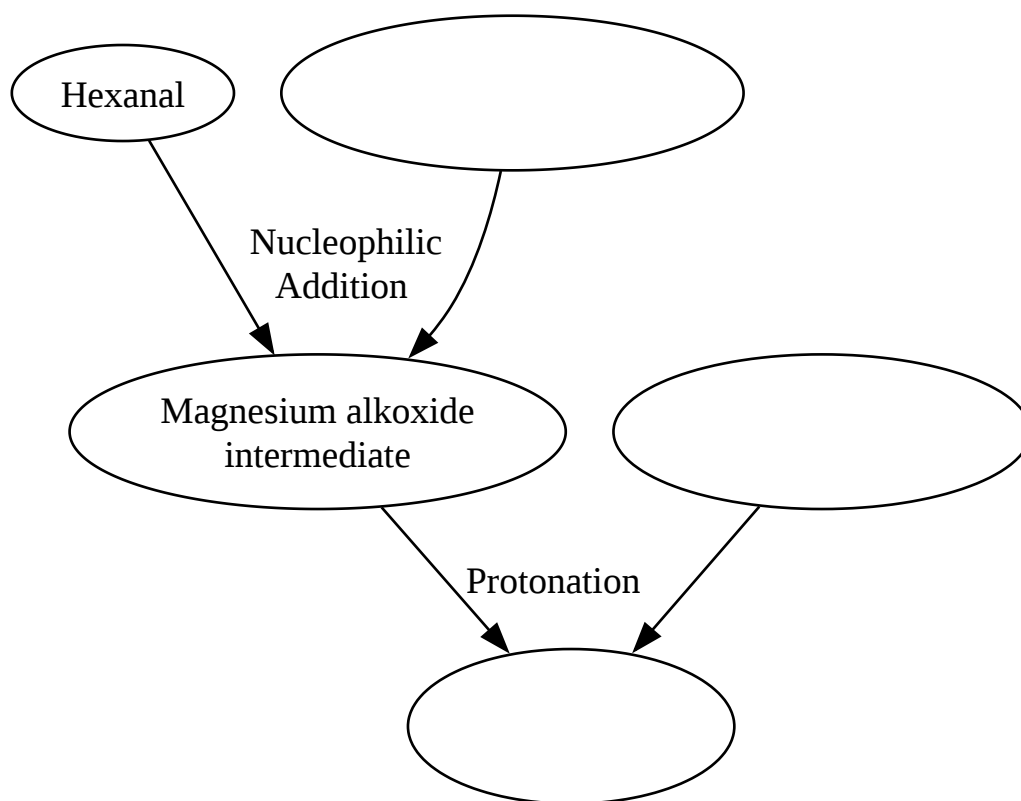 Hexanal
Nucleophilic
Addition
Magnesium alkoxide
intermediate
Protonation